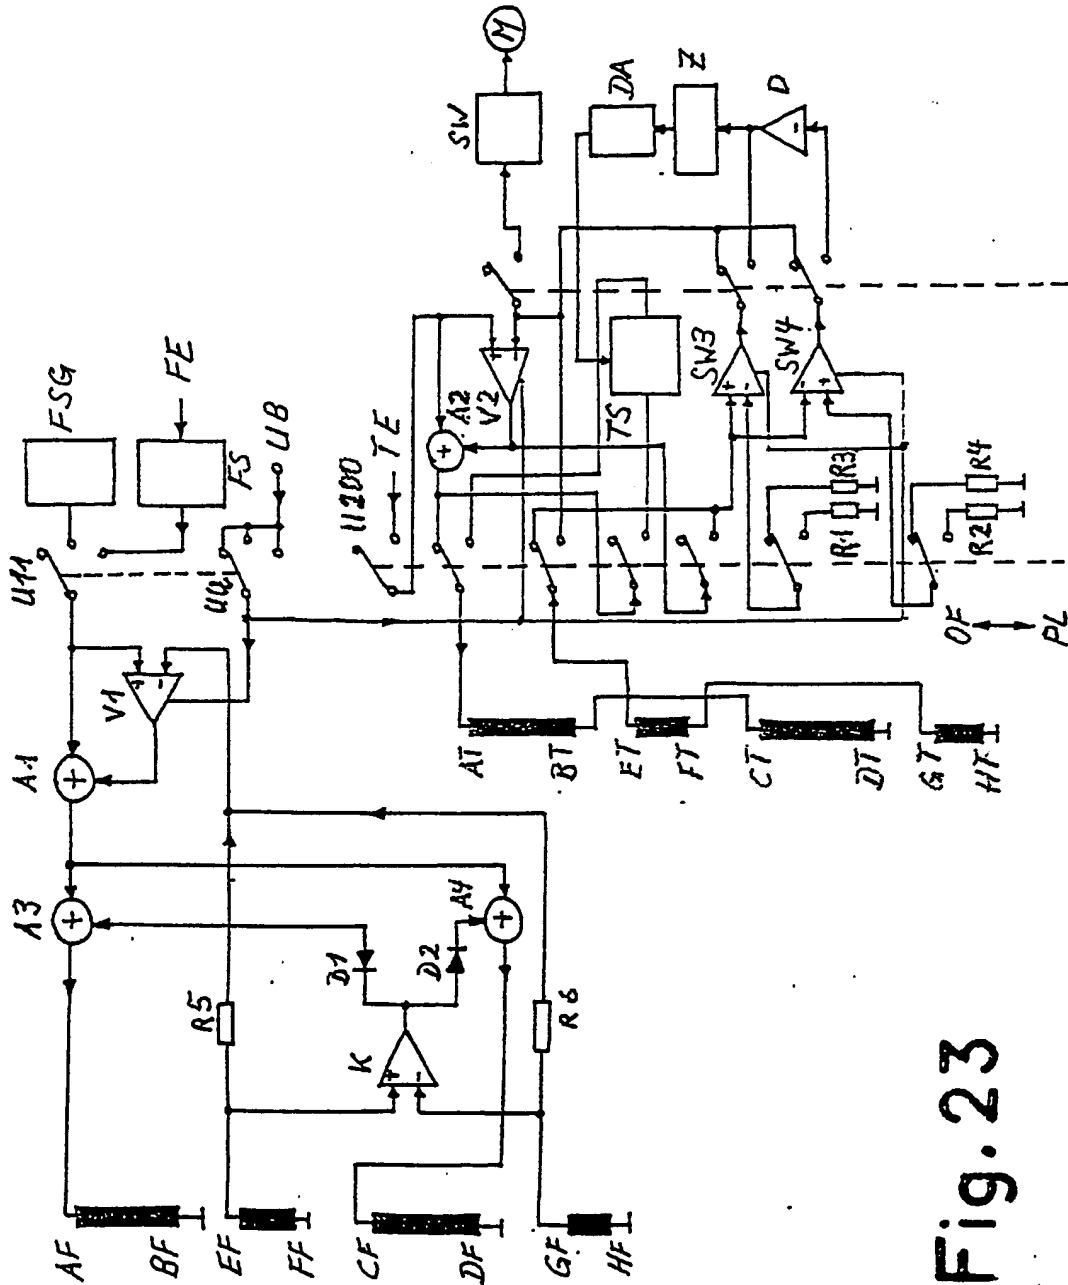 FSG
FE
FS
UB
U11
UU
U1200
TE
V1
A1
A3
A4
D1
D2
R5
R6
K
AF
BF
EF
FF
CF
DF
GF
HF
M
SW
DA
Z
D
A2
V2
TS
SW3
SW4
R3
R1
R4
R2
OF
PL
AT
BT
ET
FT
CT
DT
GT
HT
+
-
+
+
+
-
+
+
+
-
-
+
-
Fig. 23